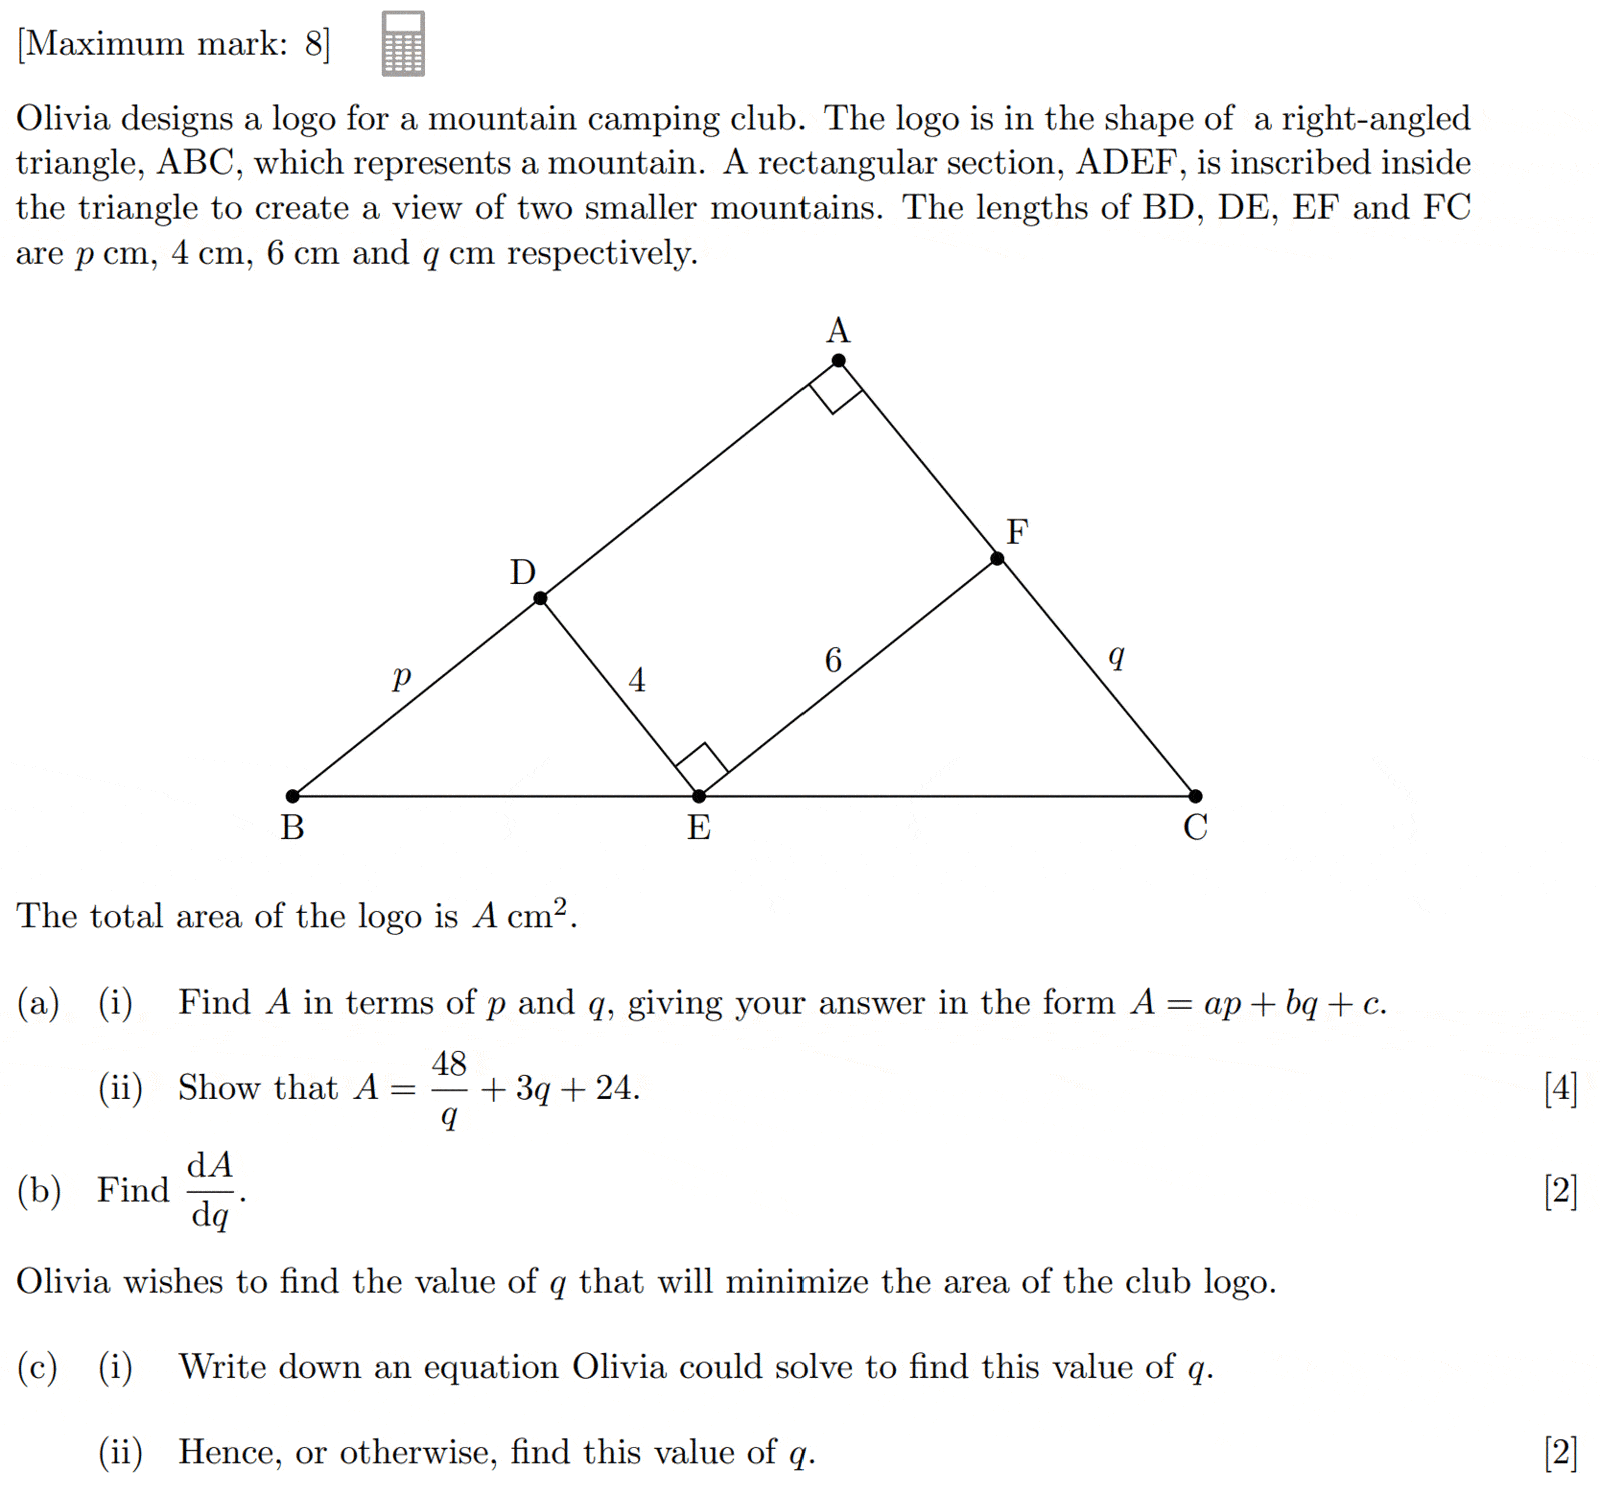 [Maximum mark: 8]
Olivia designs a logo for a mountain camping club. The logo is in the shape of a right-angled
triangle, ABC, which represents a mountain. A rectangular section, ADEF, is inscribed inside
the triangle to create a view of two smaller mountains. The lengths of BD, DE, EF and FC
are p cm, 4 cm, 6 cm and q cm respectively.
A
F
D
6
q
p
4
B
E
C
The total area of the logo is A cm².
(a) (i) Find A in terms of p and q, giving your answer in the form A = ap + bq + c.
(ii) Show that A = 48/q + 3q + 24. [4]
(b) Find dA/dq. [2]
Olivia wishes to find the value of q that will minimize the area of the club logo.
(c) (i) Write down an equation Olivia could solve to find this value of q.
(ii) Hence, or otherwise, find this value of q. [2]